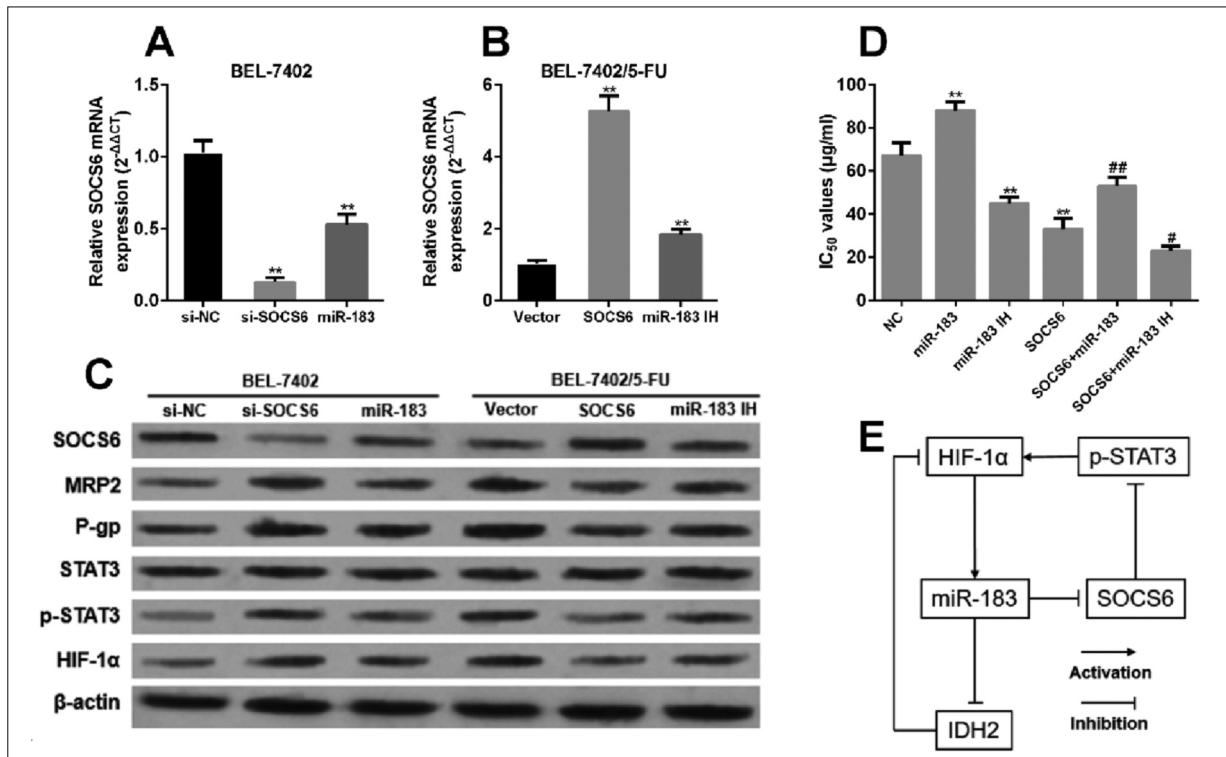 A
BEL-7402
Relative SOCS6 mRNA
expression (2^-ΔΔCT)
1.5
1.0
0.5
0.0
**
**
si-NC si-SOCS6 miR-183
B
BEL-7402/5-FU
Relative SOCS6 mRNA
expression (2^-ΔΔCT)
6
4
2
0
**
**
Vector SOCS6 miR-183 IH
D
IC50 values (μg/ml)
100
80
60
40
20
0
**
**
**
##
#
NC
miR-183
miR-183 IH
SOCS6
SOCS6+miR-183
SOCS6+miR-183 IH
C
BEL-7402 BEL-7402/5-FU
si-NC si-SOCS6 miR-183 Vector SOCS6 miR-183 IH
SOCS6
MRP2
P-gp
STAT3
p-STAT3
HIF-1α
β-actin
E
HIF-1α p-STAT3
miR-183 SOCS6
Activation
Inhibition
IDH2